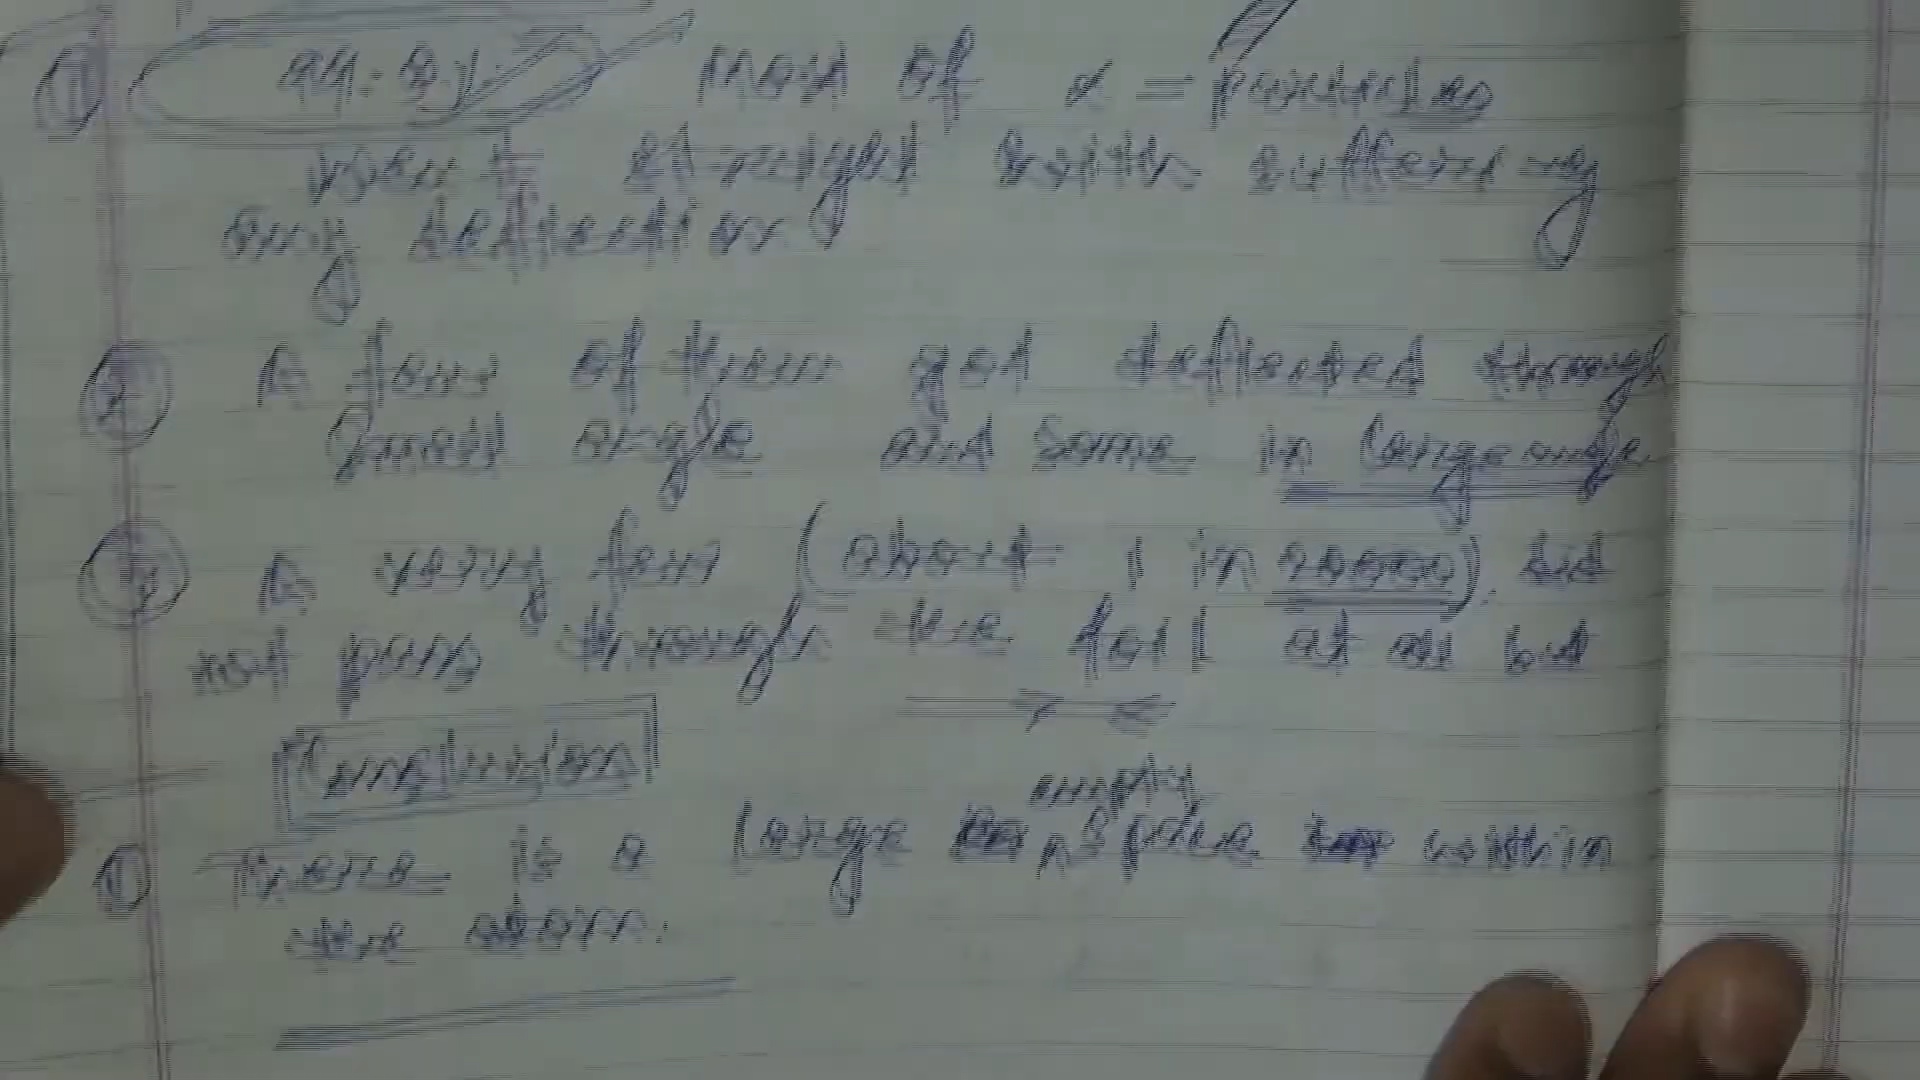 ① 99.9% Most of α = particles
went straight with suffering
any deflection
② A few of them got deflected through
small angle and some in large angle
③ A very few (about 1 in 20000). did
not pass through the foil at all but
Conclusion
empty
① There is a large space within
the atom.